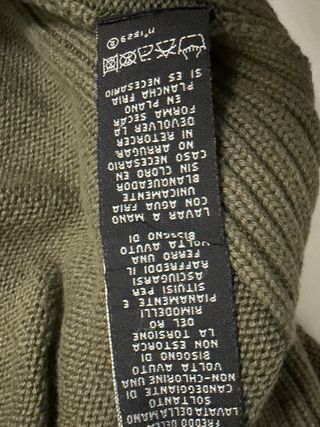 FREDDO DELLA
LAVATA DELLA MANO
CANDEGGIANTE DI
NON-CHLORINE UNA
VOLTA AVUTO
BISOGNO DI
NON ESTORCA
LA TORSIONE
DEL RO
RIMODELLI
PIANAMENTE E
SITUISI PER
ASCIUGARSI
RAFFREDDI IL
FERRO UNA
VOLTA AVUTO
BISOGNO DI
LAVAR A MANO
CON AGUA FRIA
UNICAMENTE
BLANQUEADOR
SIN CLORO EN
CASO NECESARIO
NO ARRUGAR
NI RETORCER
DEVOLVER LA
FORMA SECAR
EN PLANO
PLANCHA FRIA
SI ES NECESARIO
n°1529 ®